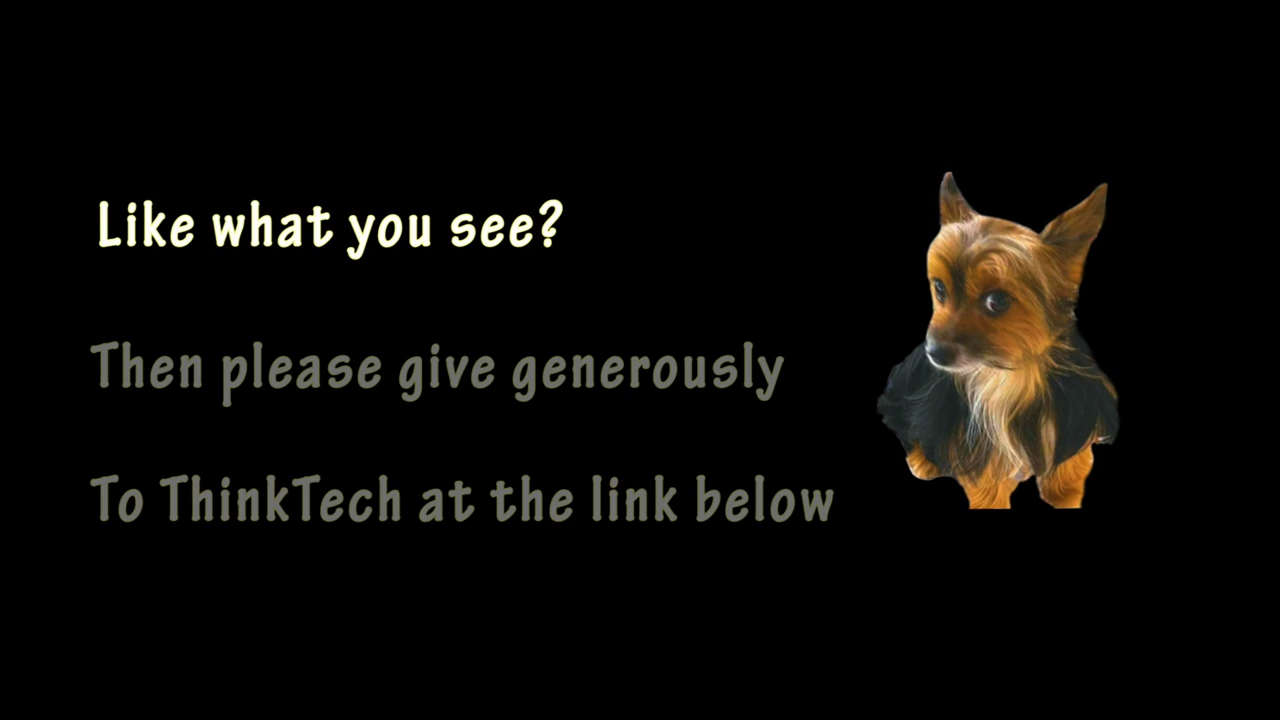 Like what you see?
Then please give generously
To ThinkTech at the link below